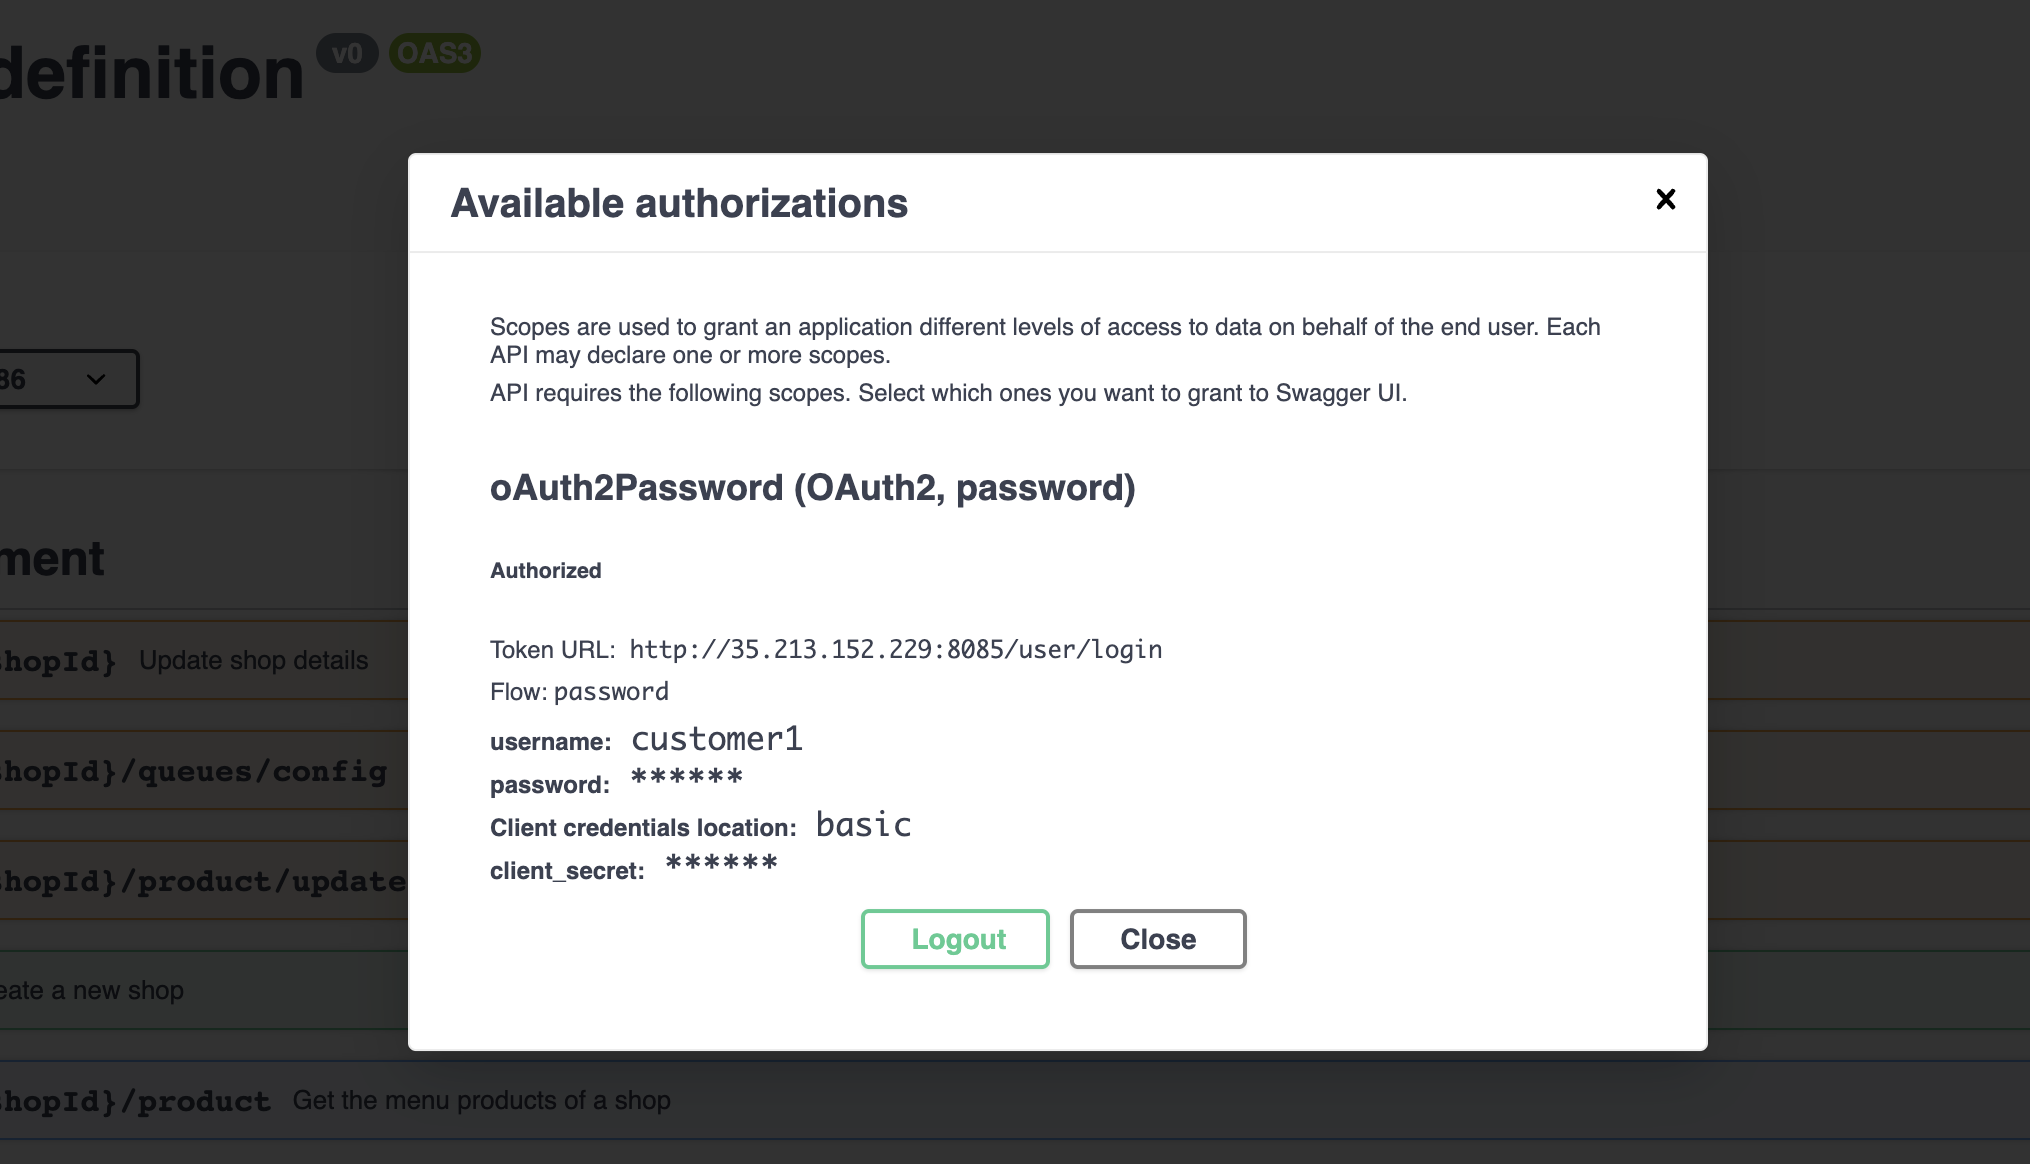 definition v0 OAS3
Available authorizations
Scopes are used to grant an application different levels of access to data on behalf of the end user. Each
API may declare one or more scopes.
API requires the following scopes. Select which ones you want to grant to Swagger UI.
36
oAuth2Password (OAuth2, password)
ment
Authorized
Token URL: http://35.213.152.229:8085/user/login
shopId} Update shop details
Flow: password
username: customer1
shopId}/queues/config
password: ******
Client credentials location: basic
client_secret: ******
shopId}/product/update
Logout Close
eate a new shop
shopId}/product Get the menu products of a shop